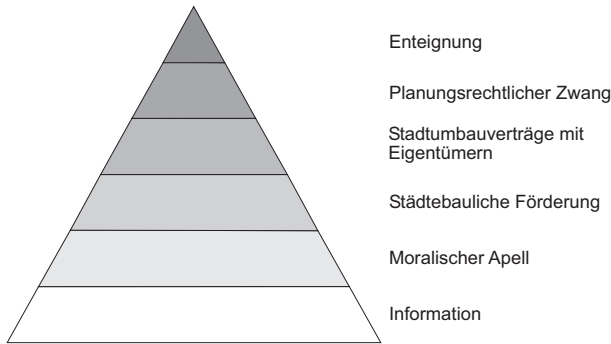 Enteignung
Planungsrechtlicher Zwang
Stadtumbauverträge mit
Eigentümern
Städtebauliche Förderung
Moralischer Apell
Information